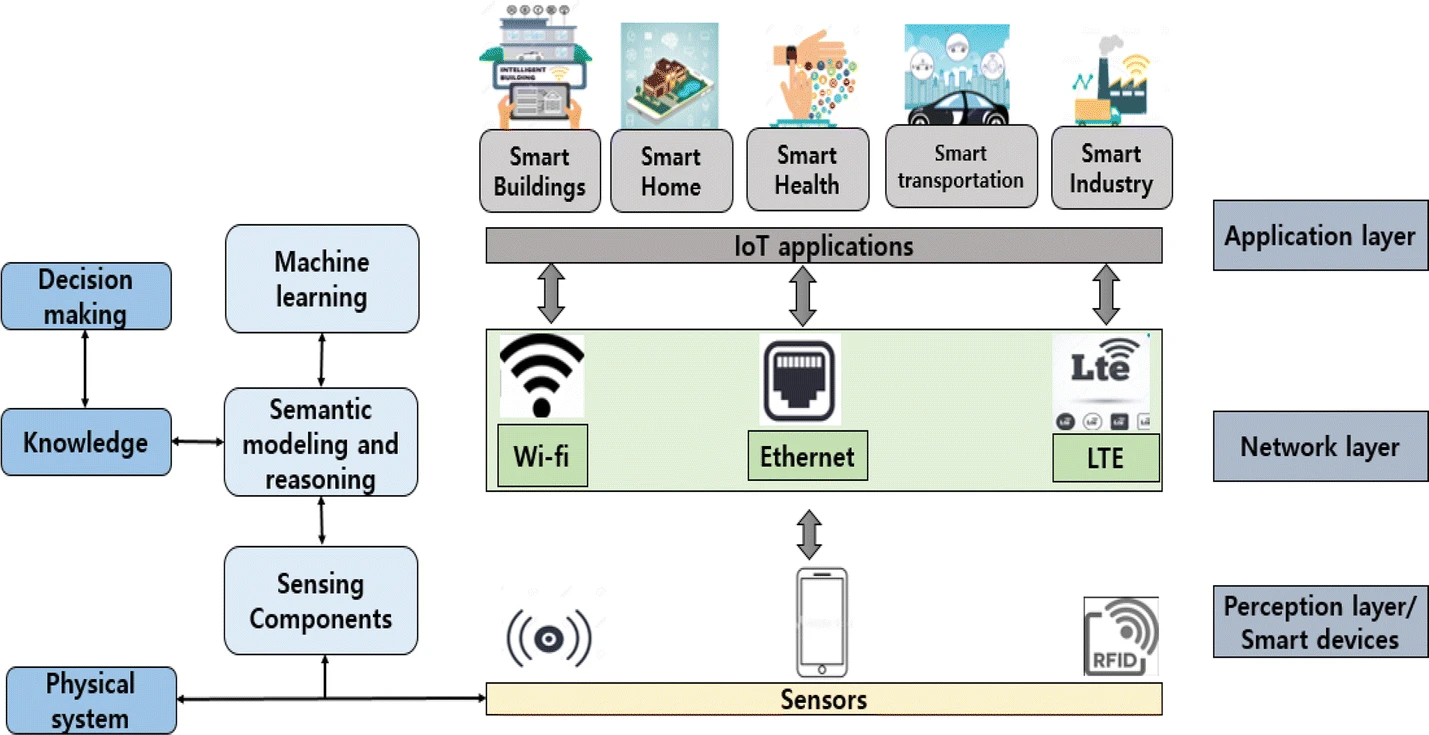 INTELLIGENT
BUILDING
Smart
Buildings
Smart
Home
Smart
Health
Smart
transportation
Smart
Industry
IoT applications
Application layer
Machine
learning
Decision
making
Semantic
modeling and
reasoning
Knowledge
Lte
Wi-fi
Ethernet
LTE
Network layer
Sensing
Components
RFID
Perception layer/
Smart devices
Physical
system
Sensors